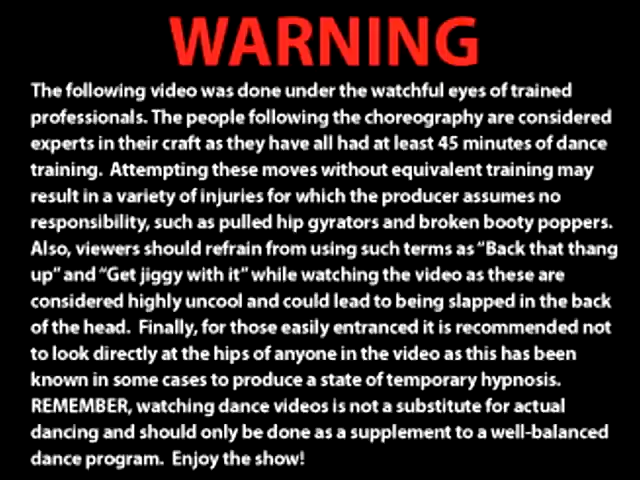 WARNING
The following video was done under the watchful eyes of trained
professionals. The people following the choreography are considered
experts in their craft as they have all had at least 45 minutes of dance
training.  Attempting these moves without equivalent training may
result in a variety of injuries for which the producer assumes no
responsibility, such as pulled hip gyrators and broken booty poppers.
Also, viewers should refrain from using such terms as “Back that thang
up” and “Get jiggy with it” while watching the video as these are
considered highly uncool and could lead to being slapped in the back
of the head.  Finally, for those easily entranced it is recommended not
to look directly at the hips of anyone in the video as this has been
known in some cases to produce a state of temporary hypnosis.
REMEMBER, watching dance videos is not a substitute for actual
dancing and should only be done as a supplement to a well-balanced
dance program.  Enjoy the show!